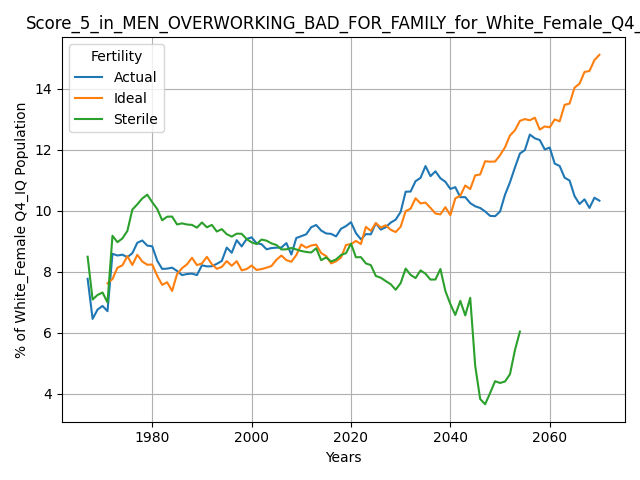 Score_5_in_MEN_OVERWORKING_BAD_FOR_FAMILY_for_White_Female_Q4_
Fertility
Actual
Ideal
Sterile
% of White_Female Q4_IQ Population
14
12
10
8
6
4
1980 2000 2020 2040 2060
Years